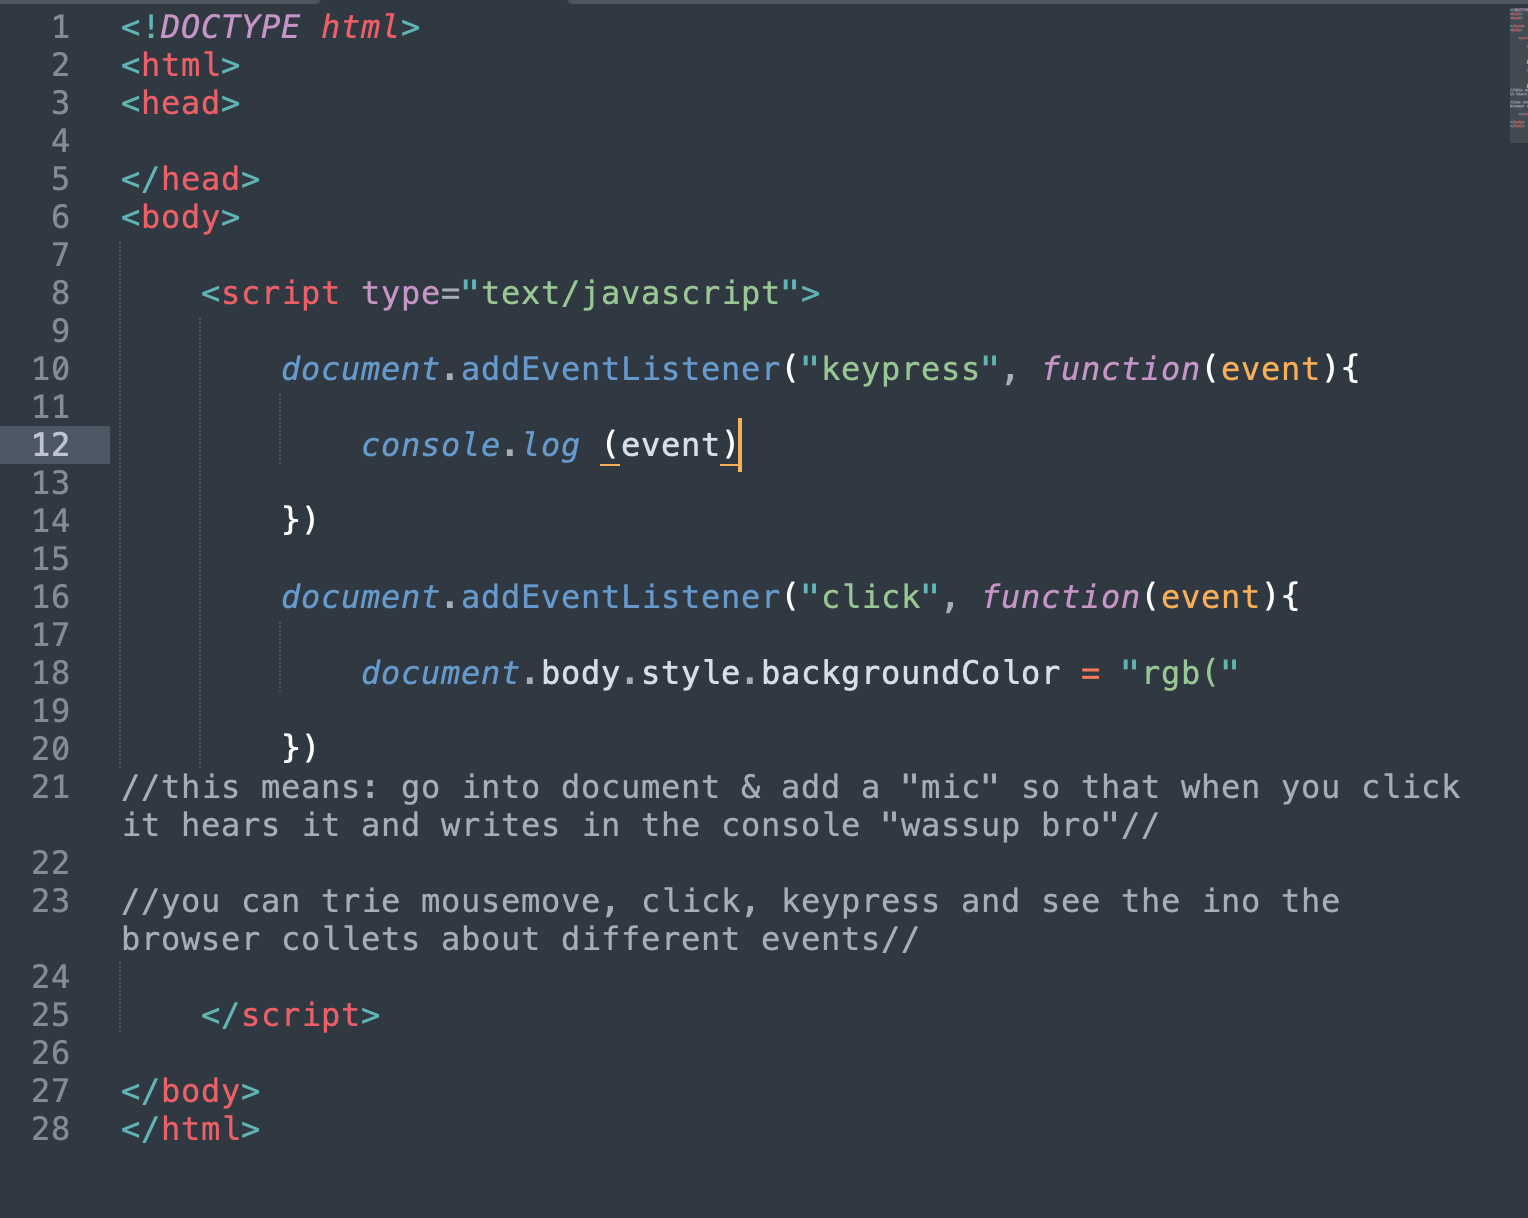 1 <!DOCTYPE html>
2 <html>
3 <head>
4
5 </head>
6 <body>
7
8 <script type="text/javascript">
9
10 document.addEventListener("keypress", function(event){
11
12 console.log (event)
13
14 })
15
16 document.addEventListener("click", function(event){
17
18 document.body.style.backgroundColor = "rgb("
19
20 })
21 //this means: go into document & add a "mic" so that when you click
it hears it and writes in the console "wassup bro"//
22
23 //you can trie mousemove, click, keypress and see the ino the
browser collets about different events//
24
25 </script>
26
27 </body>
28 </html>